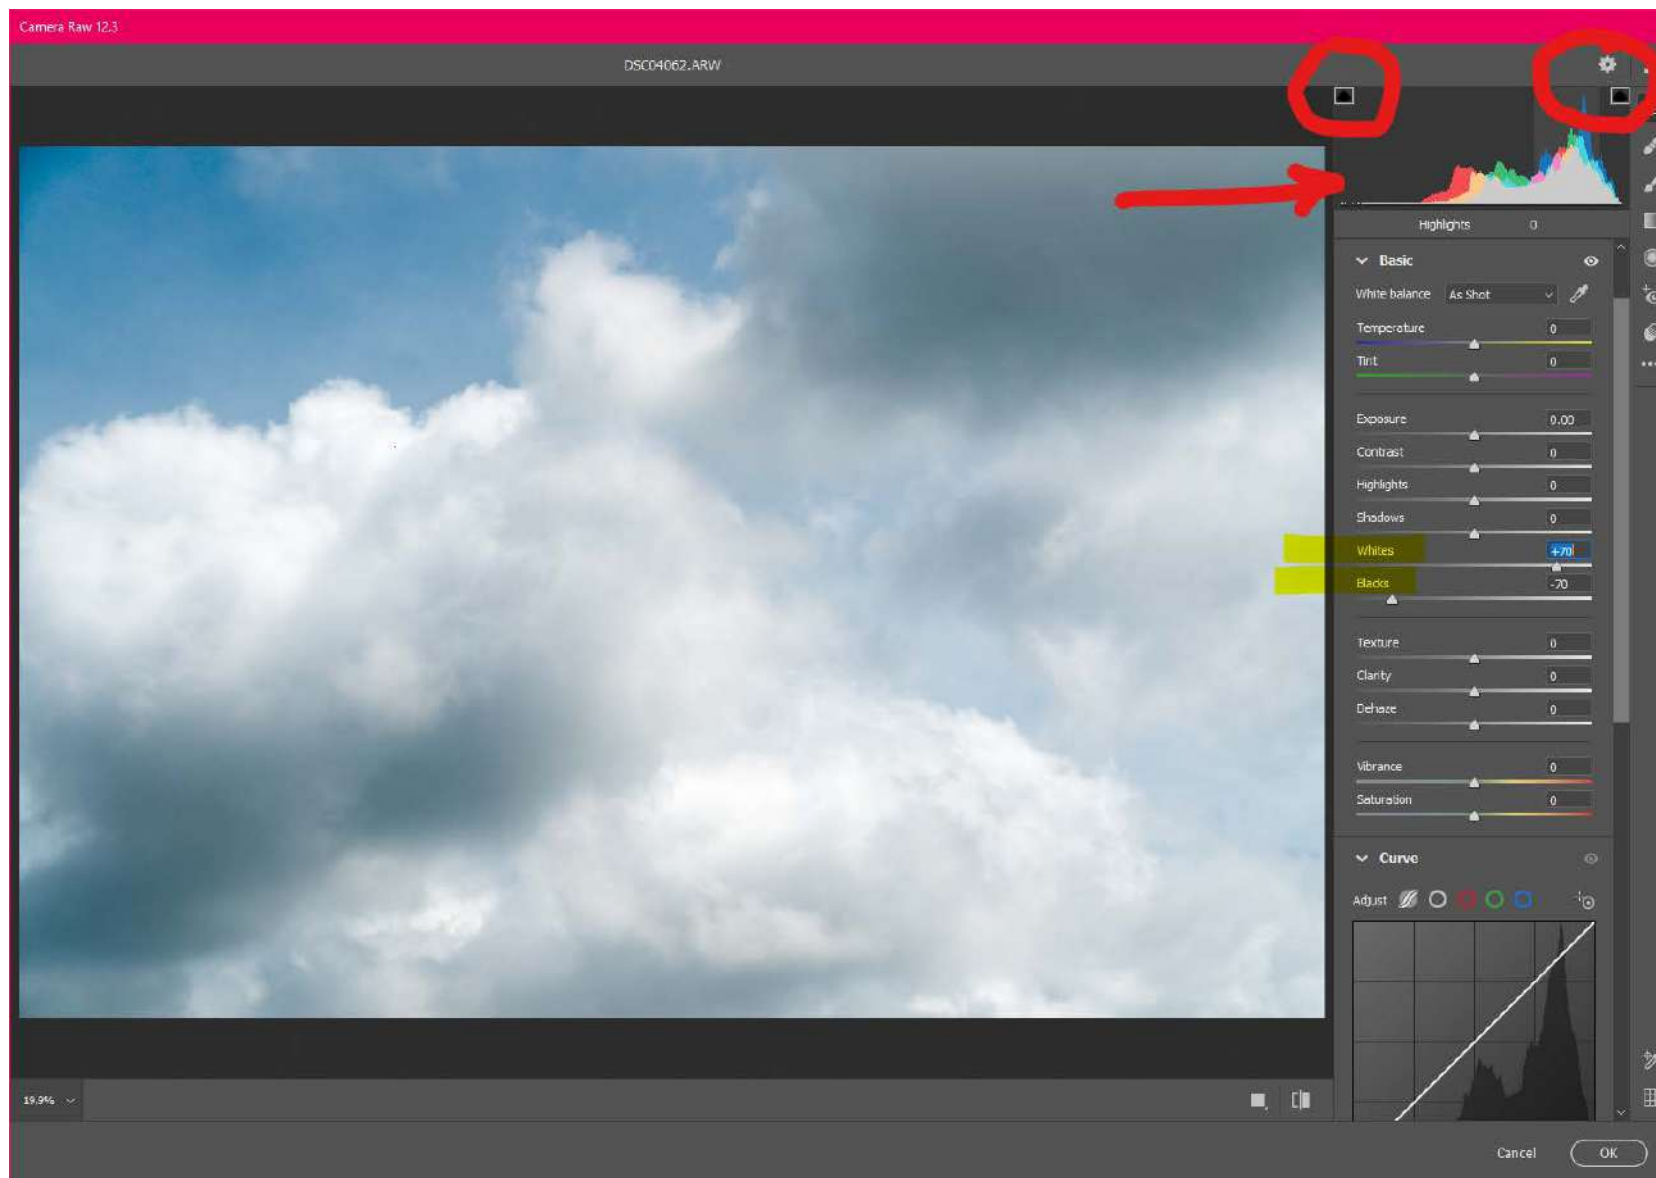 Camera Raw 12.3
DSC04062.ARW
Highlights 0
Basic
White balance As Shot
Temperature 0
Tint 0
Exposure 0.00
Contrast 0
Highlights 0
Shadows 0
Whites +70
Blacks -70
Texture 0
Clarity 0
Dehaze 0
Vibrance 0
Saturation 0
Curve
Adjust
19.9%
Cancel OK